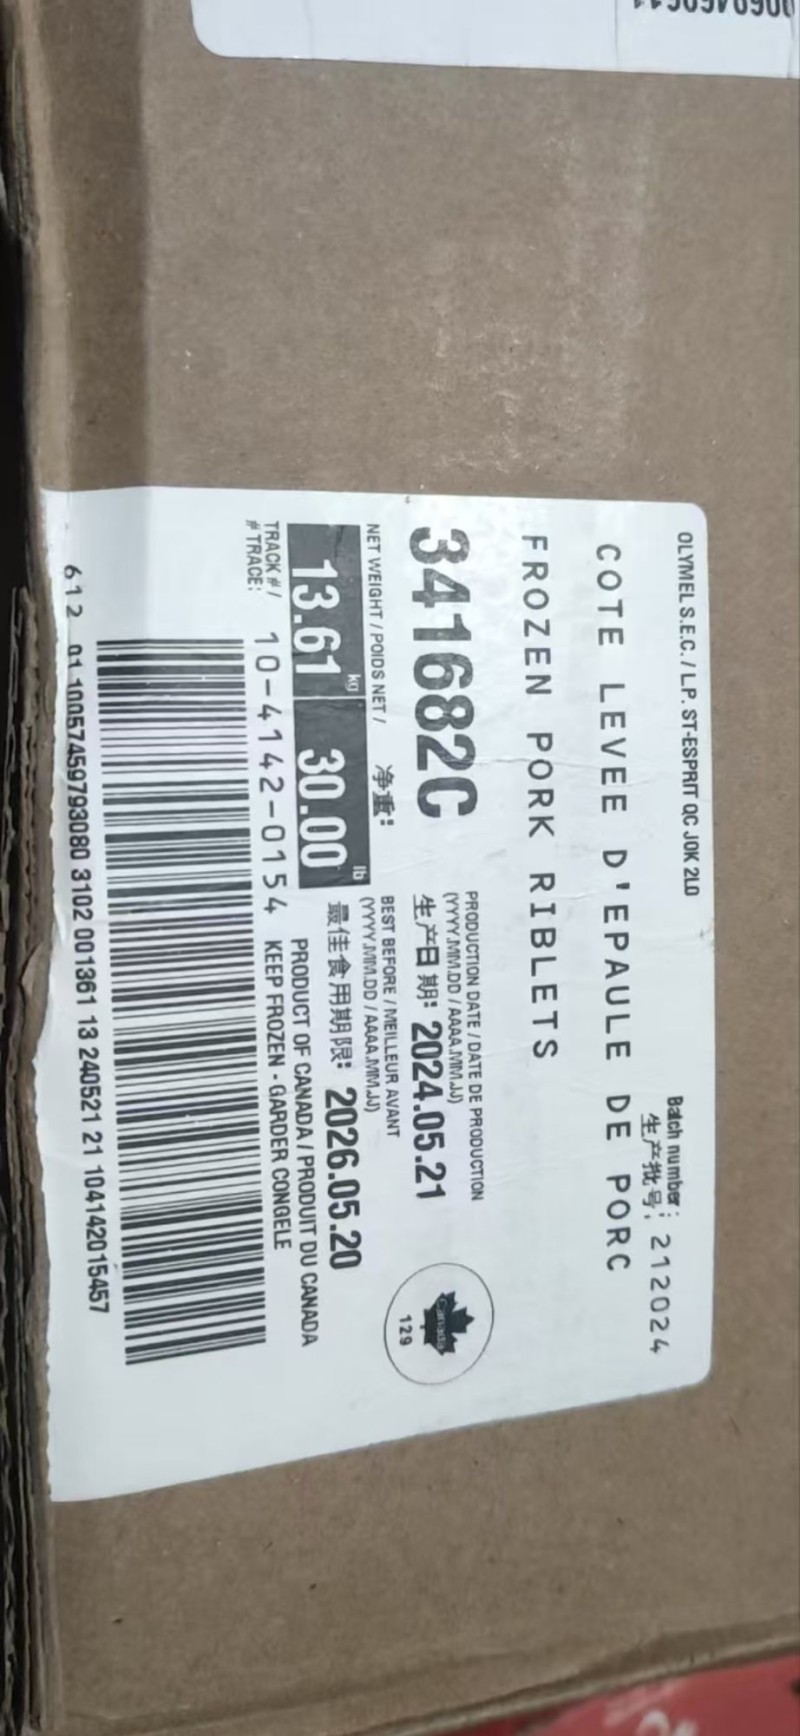 OLYMEL S.E.C. / L.P. ST-ESPRIT QC J0K 2L0
Batch number:
生产批号: 212024
COTE LEVEE D'EPAULE DE PORC
FROZEN PORK RIBLETS
341682C
PRODUCTION DATE / DATE DE PRODUCTION
(YYYY.MM.DD / AAAA.MM.JJ)
生产日期: 2024.05.21
NET WEIGHT / POIDS NET / 净重:
13.61 kg 30.00 lb
BEST BEFORE / MEILLEUR AVANT
(YYYY.MM.DD / AAAA.MM.JJ)
最佳食用期限: 2026.05.20
Canada
129
TRACK # /
# TRACE: 10-4142-0154
PRODUCT OF CANADA / PRODUIT DU CANADA
KEEP FROZEN - GARDER CONGELE
612 01 10057459793080 3102 001361 13 240521 21 104142015457